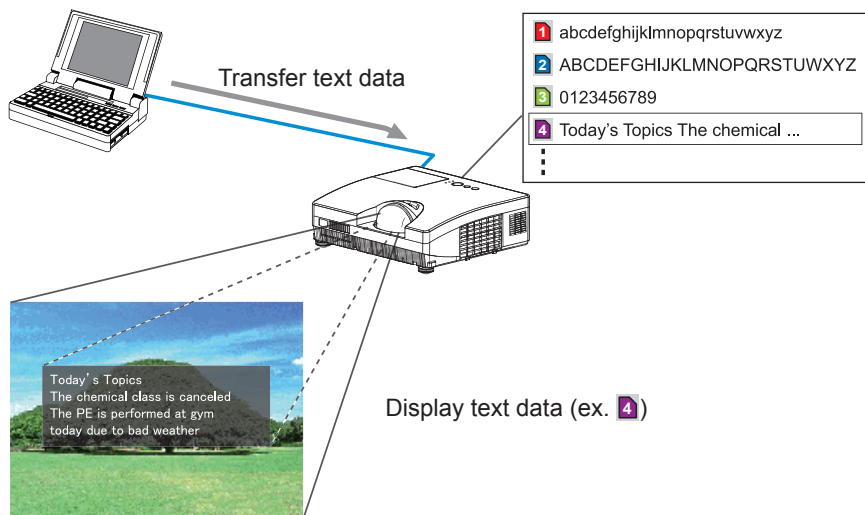 Transfer text data
1 abcdefghijklmnopqrstuvwxyz
2 ABCDEFGHIJKLMNOPQRSTUWXYZ
3 0123456789
4 Today's Topics The chemical ...
Today's Topics
The chemical class is canceled
The PE is performed at gym
today due to bad weather
Display text data (ex. 4)